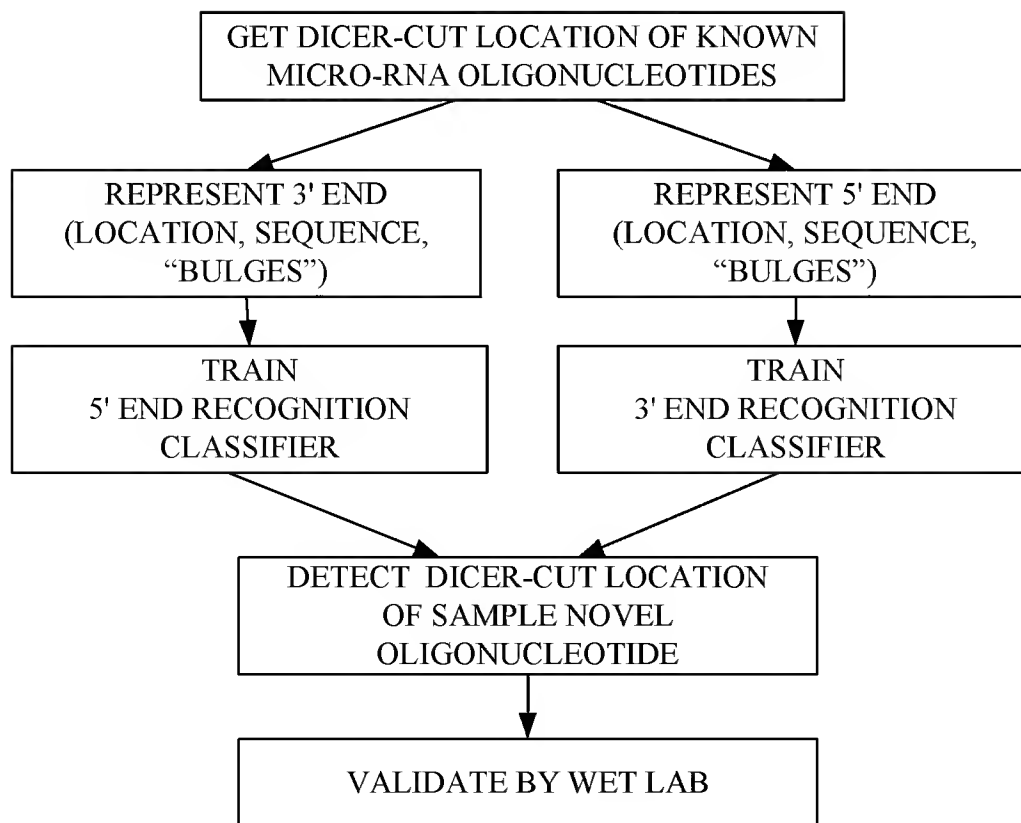 GET DICER-CUT LOCATION OF KNOWN
MICRO-RNA OLIGONUCLEOTIDES
REPRESENT 3' END
(LOCATION, SEQUENCE,
“BULGES”)
REPRESENT 5' END
(LOCATION, SEQUENCE,
“BULGES”)
TRAIN
5' END RECOGNITION
CLASSIFIER
TRAIN
3' END RECOGNITION
CLASSIFIER
DETECT DICER-CUT LOCATION
OF SAMPLE NOVEL
OLIGONUCLEOTIDE
VALIDATE BY WET LAB